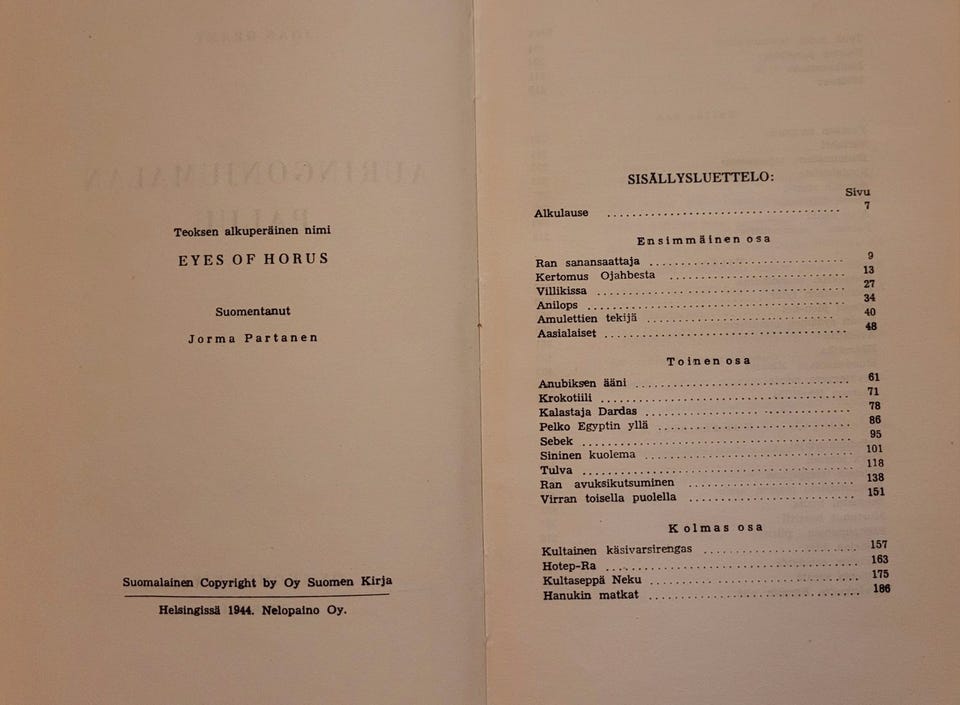 Teoksen alkuperäinen nimi
EYES OF HORUS
Suomentanut
Jorma Partanen
Suomalainen Copyright by Oy Suomen Kirja
Helsingissä 1944. Nelopaino Oy.
SISÄLLYSLUETTELO:
Sivu
Alkulause .................................... 7
Ensimmäinen osa
Ran sanansaattaja .............................. 9
Kertomus Ojahbesta ........................... 13
Villikissa ...................................... 27
Anilops ....................................... 34
Amulettien tekijä ............................. 40
Aasialaiset ..................................... 48
Toinen osa
Anubiksen ääni ................................. 61
Krokotiili ...................................... 71
Kalastaja Dardas ................................ 78
Pelko Egyptin yllä .............................. 86
Sebek ......................................... 95
Sininen kuolema ................................ 101
Tulva ......................................... 118
Ran avuksikutsuminen .......................... 138
Virran toisella puolella ......................... 151
Kolmas osa
Kultainen käsivarsirengas ........................ 157
Hotep-Ra ...................................... 163
Kultaseppä Neku ................................ 175
Hanukin matkat ................................ 186